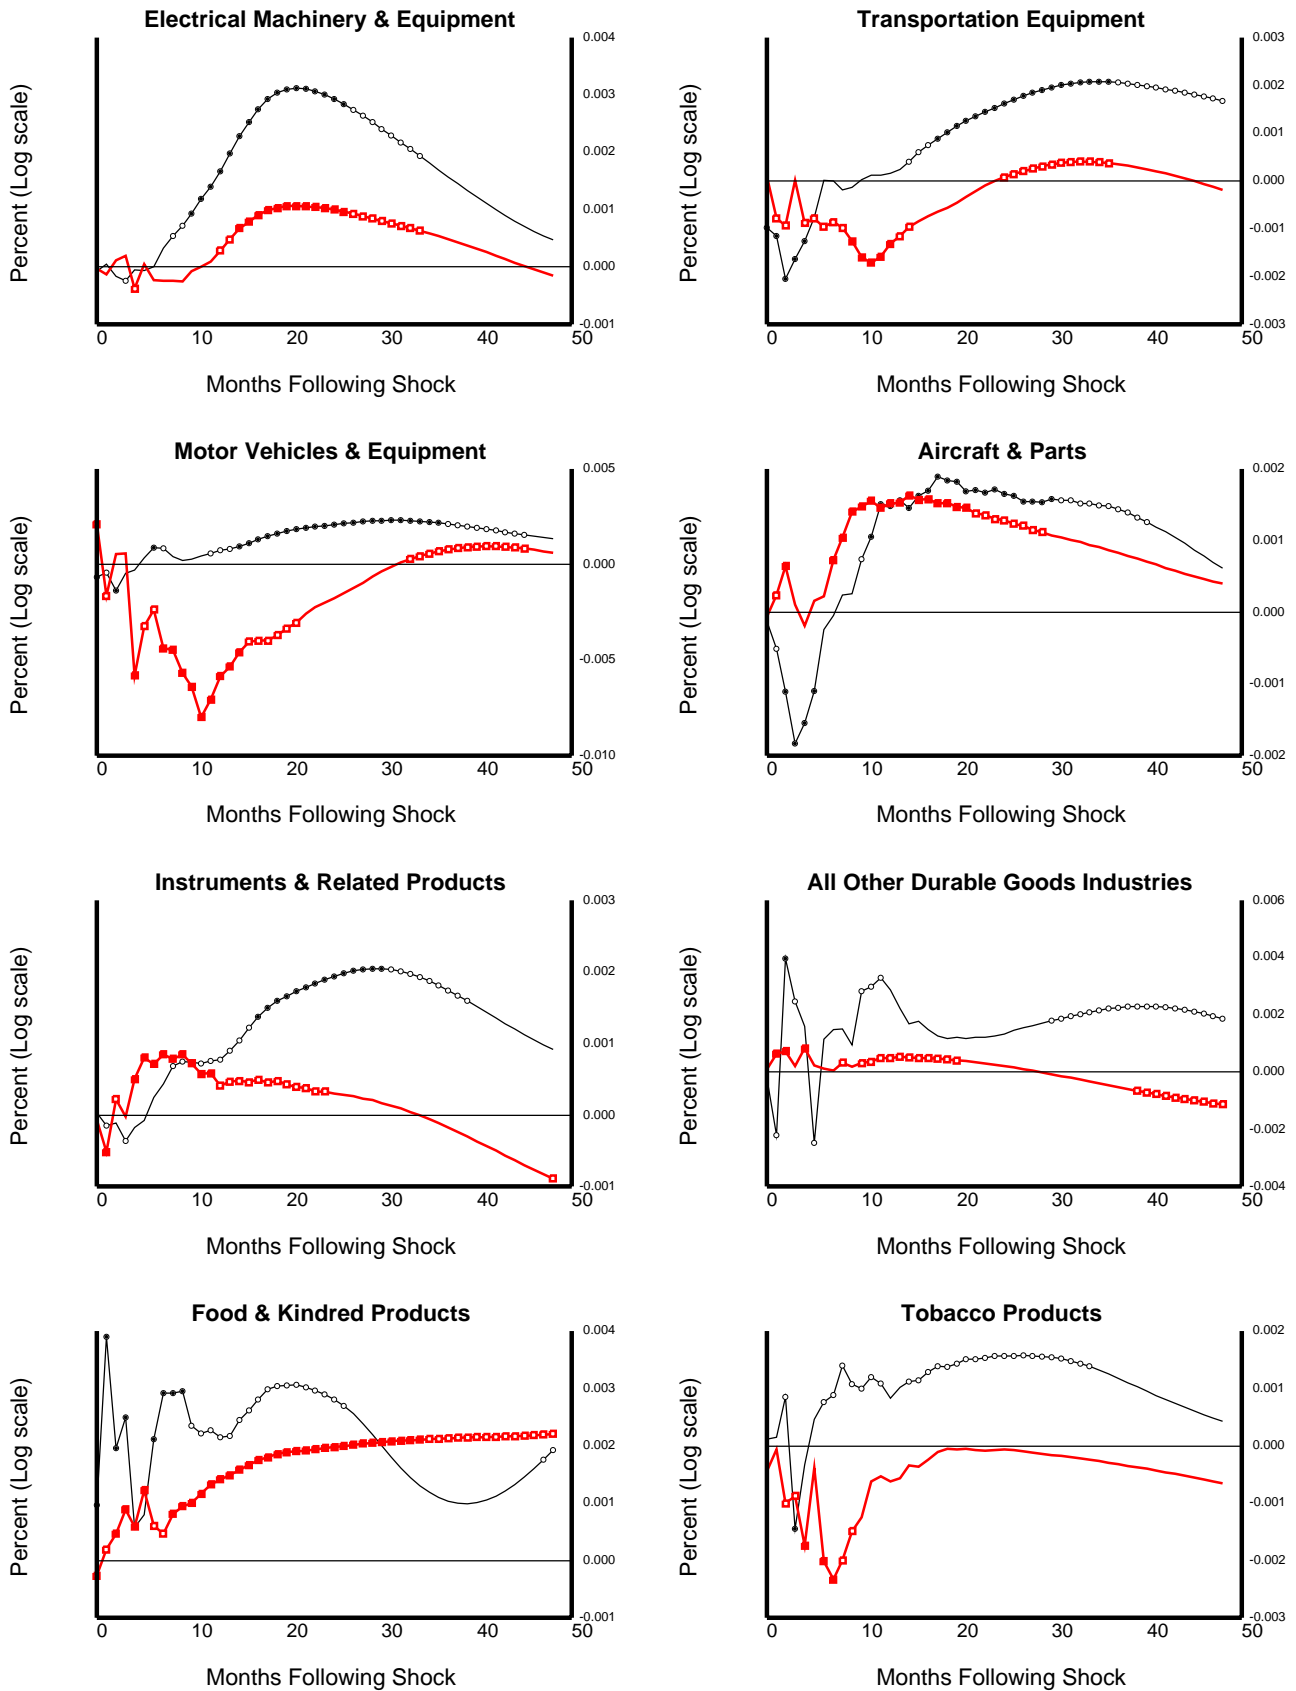 Electrical Machinery & Equipment
Percent (Log scale)
0.004
0.003
0.002
0.001
0.000
-0.001
0 10 20 30 40 50
Months Following Shock
Transportation Equipment
Percent (Log scale)
0.003
0.002
0.001
0.000
-0.001
-0.002
-0.003
0 10 20 30 40 50
Months Following Shock
Motor Vehicles & Equipment
Percent (Log scale)
0.005
0.000
-0.005
-0.010
0 10 20 30 40 50
Months Following Shock
Aircraft & Parts
Percent (Log scale)
0.002
0.001
0.000
-0.001
-0.002
0 10 20 30 40 50
Months Following Shock
Instruments & Related Products
Percent (Log scale)
0.003
0.002
0.001
0.000
-0.001
0 10 20 30 40 50
Months Following Shock
All Other Durable Goods Industries
Percent (Log scale)
0.006
0.004
0.002
0.000
-0.002
-0.004
0 10 20 30 40 50
Months Following Shock
Food & Kindred Products
Percent (Log scale)
0.004
0.003
0.002
0.001
0.000
-0.001
0 10 20 30 40 50
Months Following Shock
Tobacco Products
Percent (Log scale)
0.002
0.001
0.000
-0.001
-0.002
-0.003
0 10 20 30 40 50
Months Following Shock